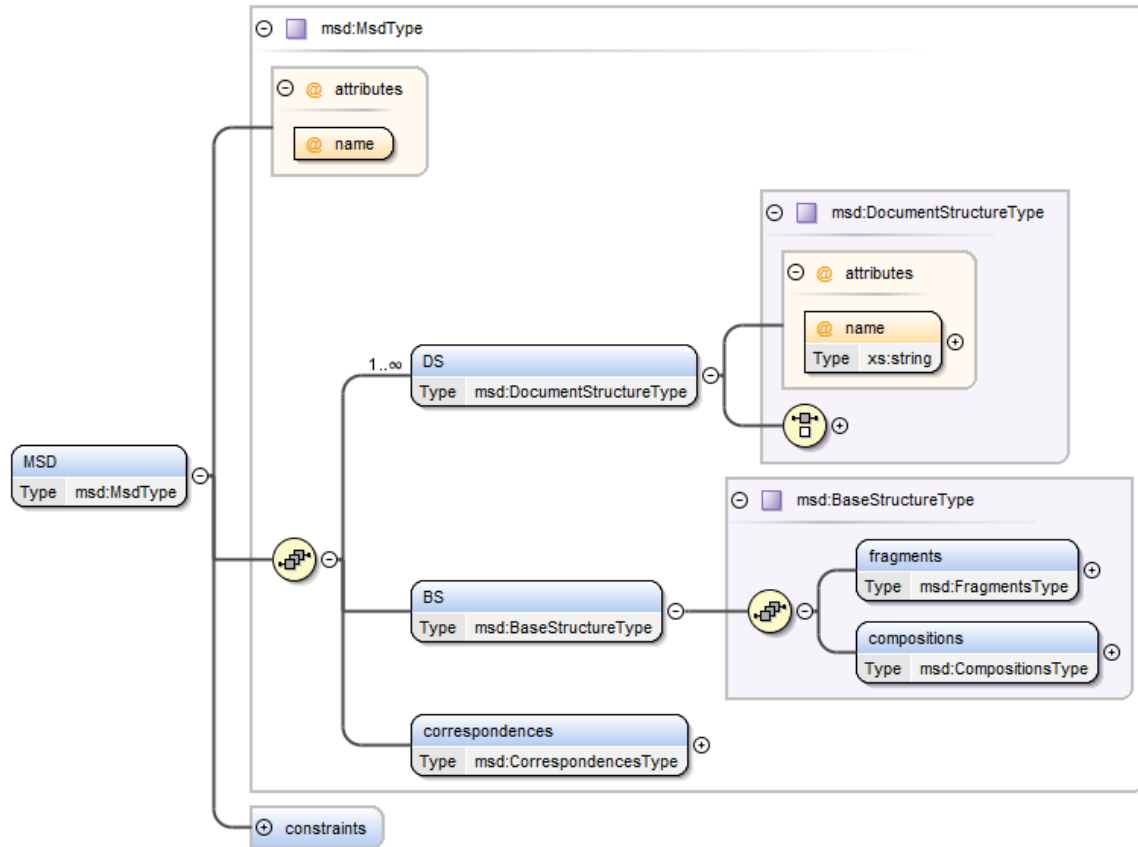 msd:MsdType
@ attributes
@ name
msd:DocumentStructureType
@ attributes
@ name
Type xs:string
1..∞
DS
Type msd:DocumentStructureType
MSD
Type msd:MsdType
msd:BaseStructureType
fragments
Type msd:FragmentsType
BS
Type msd:BaseStructureType
compositions
Type msd:CompositionsType
correspondences
Type msd:CorrespondencesType
constraints